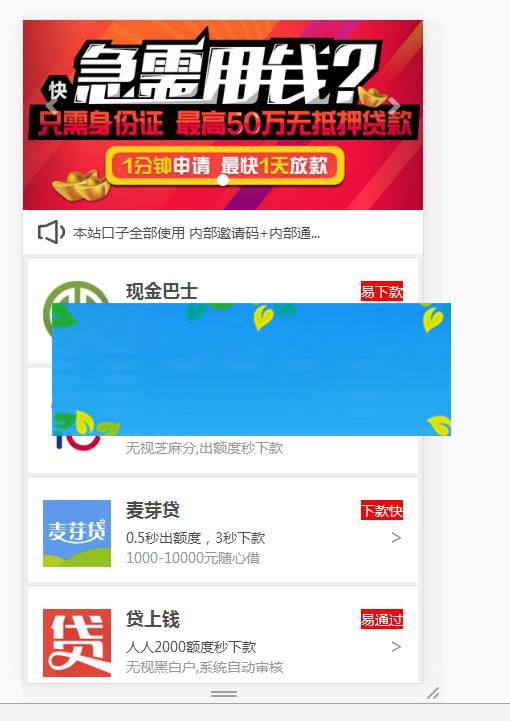 快
急需用钱?
只需身份证 最高50万无抵押贷款
1分钟申请 最快1天放款
本站口子全部使用 内部邀请码+内部通...
现金巴士
易下款
无视芝麻分,出额度秒下款
麦芽贷
麦芽贷
下款快
0.5秒出额度，3秒下款
>
1000-10000元随心借
贷
贷上钱
易通过
人人2000额度秒下款
>
无视黑白户,系统自动审核